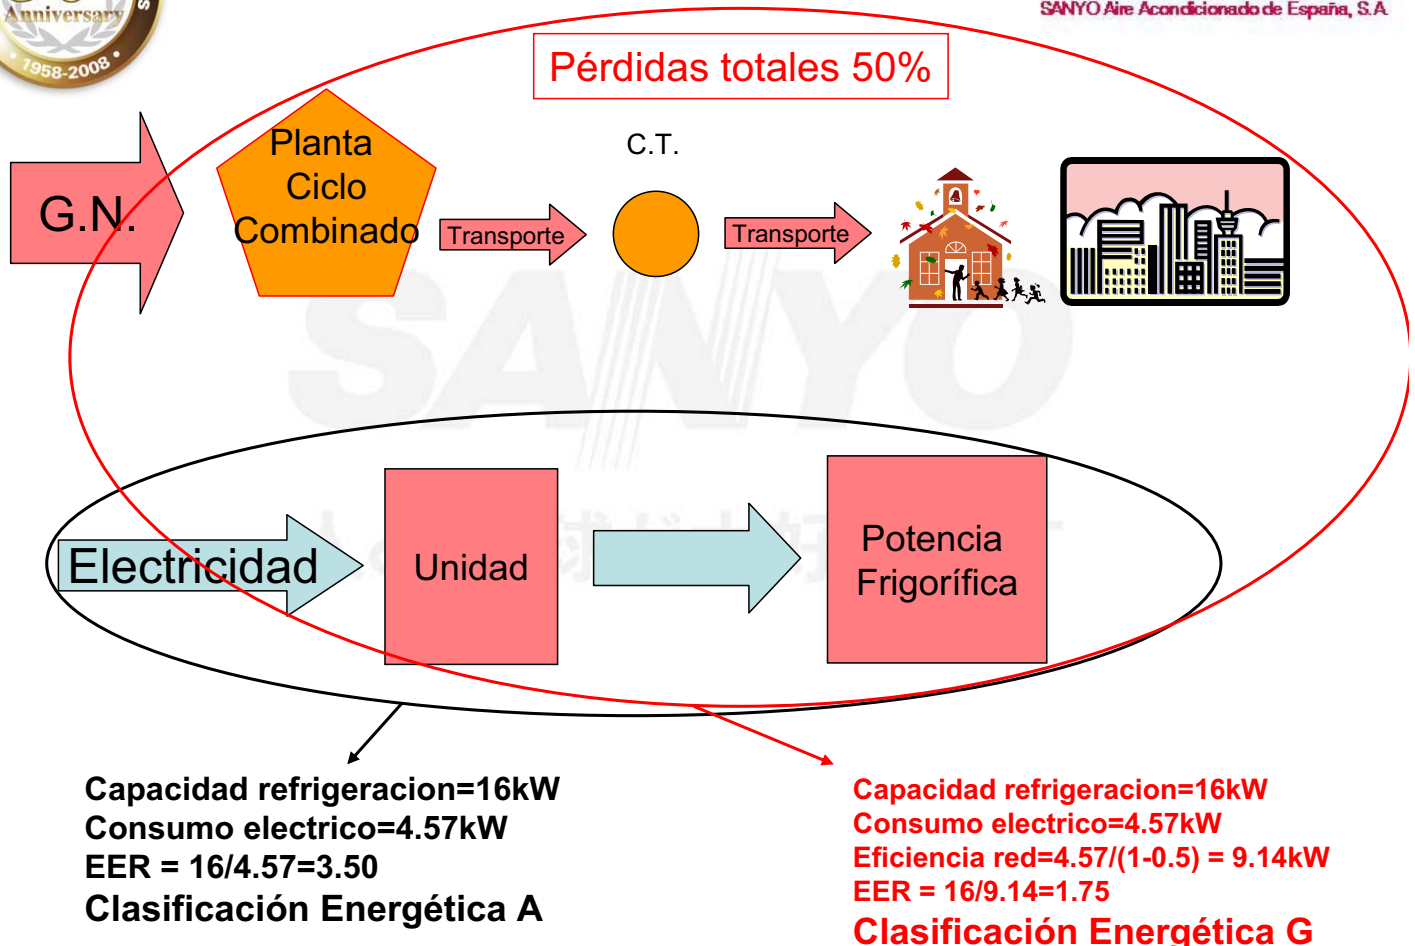 Anniversary
1958-2008
SANYO Aire Acondicionado de España, S.A.
Pérdidas totales 50%
G.N.
Planta
Ciclo
Combinado
Transporte
C.T.
Transporte
SANYO
Electricidad
Unidad
Potencia
Frigorífica
Capacidad refrigeracion=16kW
Consumo electrico=4.57kW
EER = 16/4.57=3.50
Clasificación Energética A
Capacidad refrigeracion=16kW
Consumo electrico=4.57kW
Eficiencia red=4.57/(1-0.5) = 9.14kW
EER = 16/9.14=1.75
Clasificación Energética G